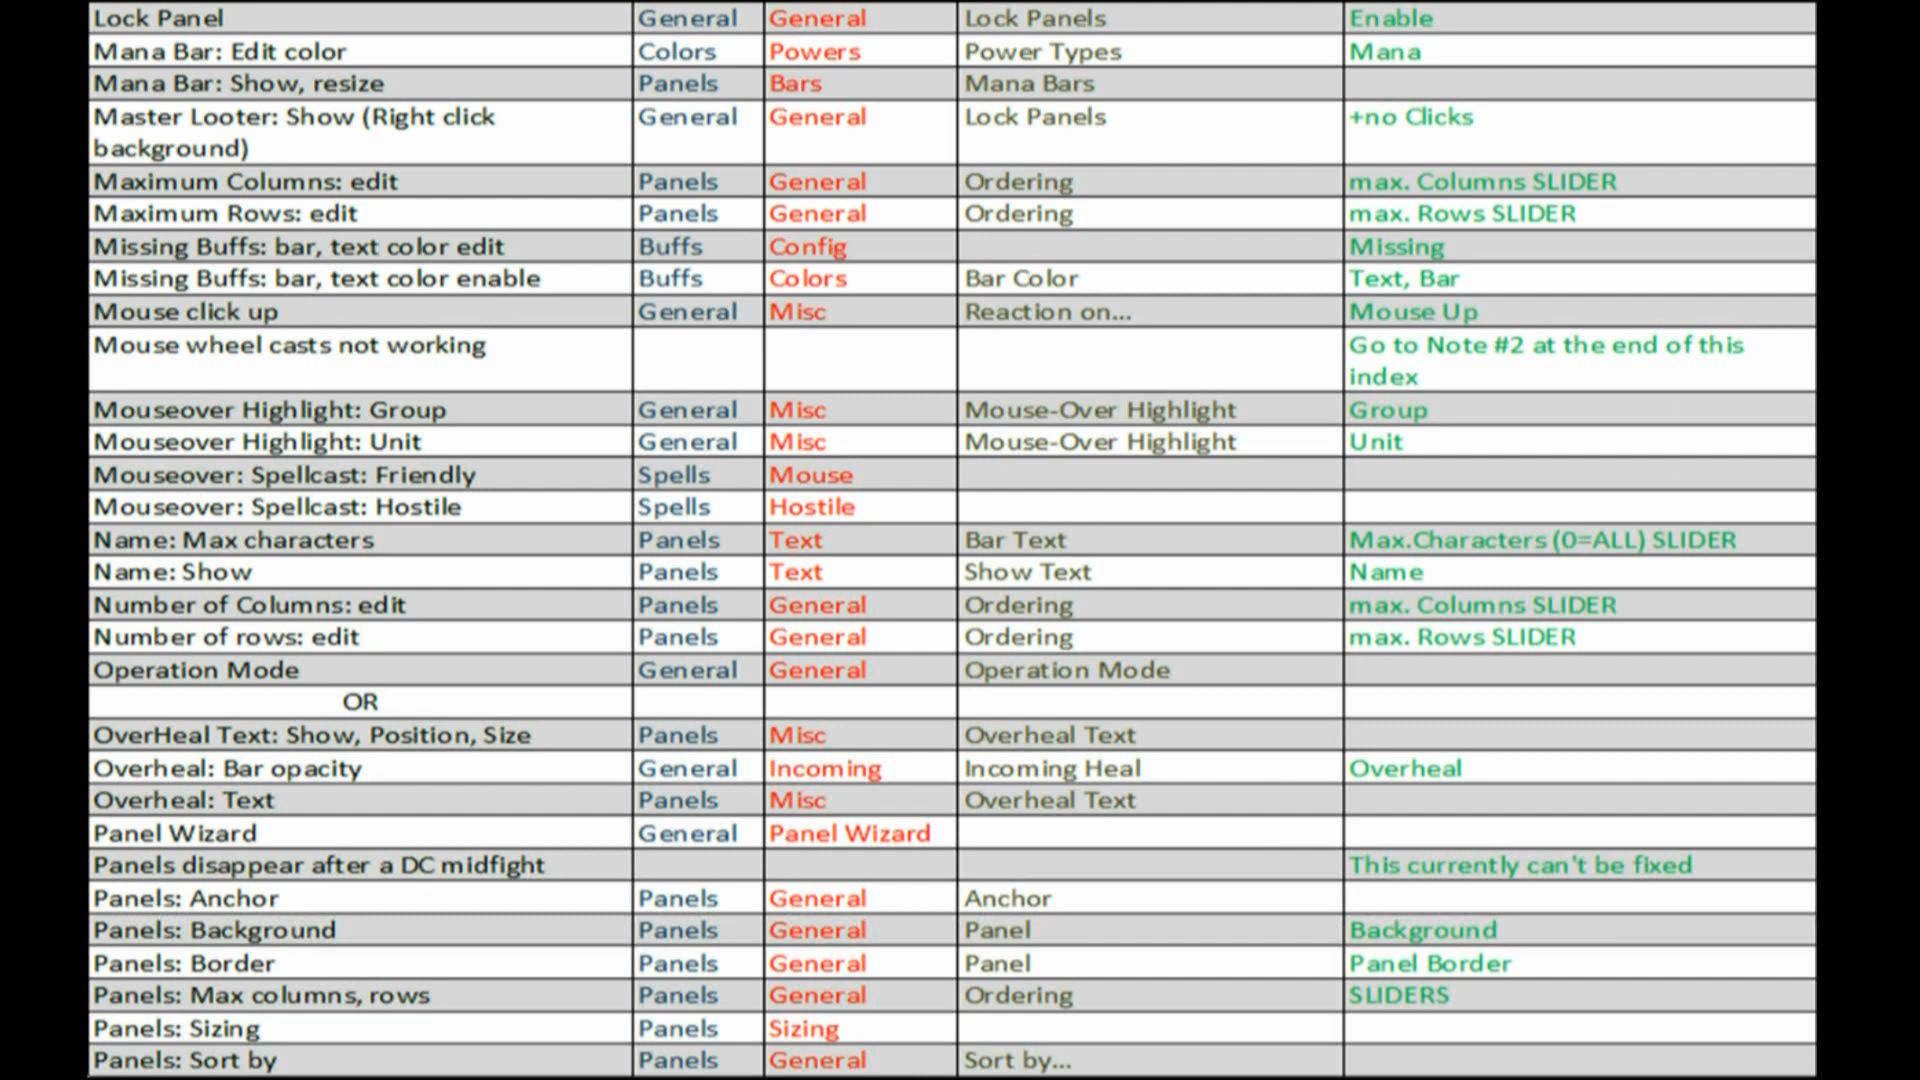 Lock Panel General General Lock Panels Enable
Mana Bar: Edit color Colors Powers Power Types Mana
Mana Bar: Show, resize Panels Bars Mana Bars
Master Looter: Show (Right click General General Lock Panels +no Clicks
background)
Maximum Columns: edit Panels General Ordering max. Columns SLIDER
Maximum Rows: edit Panels General Ordering max. Rows SLIDER
Missing Buffs: bar, text color edit Buffs Config Missing
Missing Buffs: bar, text color enable Buffs Colors Bar Color Text, Bar
Mouse click up General Misc Reaction on... Mouse Up
Mouse wheel casts not working Go to Note #2 at the end of this
index
Mouseover Highlight: Group General Misc Mouse-Over Highlight Group
Mouseover Highlight: Unit General Misc Mouse-Over Highlight Unit
Mouseover: Spellcast: Friendly Spells Mouse
Mouseover: Spellcast: Hostile Spells Hostile
Name: Max characters Panels Text Bar Text Max.Characters (0=ALL) SLIDER
Name: Show Panels Text Show Text Name
Number of Columns: edit Panels General Ordering max. Columns SLIDER
Number of rows: edit Panels General Ordering max. Rows SLIDER
Operation Mode General General Operation Mode
OR
OverHeal Text: Show, Position, Size Panels Misc Overheal Text
Overheal: Bar opacity General Incoming Incoming Heal Overheal
Overheal: Text Panels Misc Overheal Text
Panel Wizard General Panel Wizard
Panels disappear after a DC midfight This currently can't be fixed
Panels: Anchor Panels General Anchor
Panels: Background Panels General Panel Background
Panels: Border Panels General Panel Panel Border
Panels: Max columns, rows Panels General Ordering SLIDERS
Panels: Sizing Panels Sizing
Panels: Sort by Panels General Sort by...